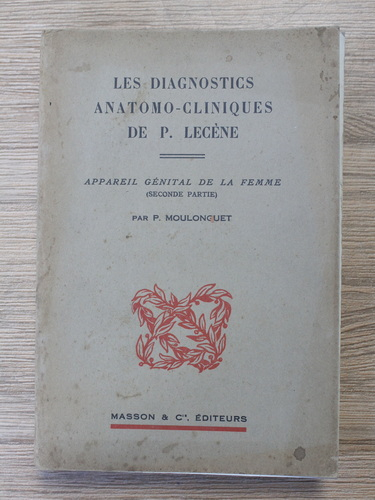 LES DIAGNOSTICS
ANATOMO-CLINIQUES
DE P. LECÈNE
APPAREIL GÉNITAL DE LA FEMME
(SECONDE PARTIE)
PAR P. MOULONGUET
MASSON & Cie, ÉDITEURS